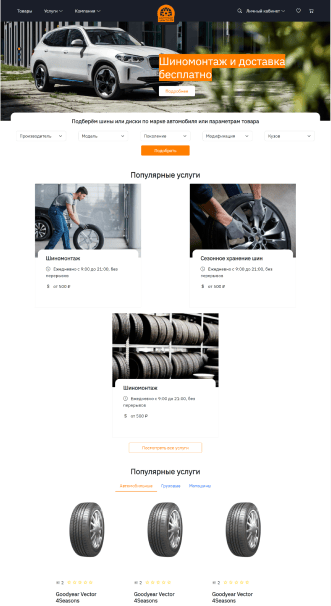 Товары Услуги Компания Личный кабинет
Шиномонтаж и доставка
бесплатно
Подробнее
Подберём шины или диски по марке автомобиля или параметрам товара
Производитель Модель Поколение Модификация Кузов
Подобрать
Популярные услуги
Шиномонтаж
Ежедневно с 9:00 до 21:00, без
перерывов
от 500 ₽
Сезонное хранение шин
Ежедневно с 9:00 до 21:00, без
перерывов
от 500 ₽
Шиномонтаж
Ежедневно с 9:00 до 21:00, без
перерывов
от 500 ₽
Посмотреть все услуги
Популярные услуги
Автомобильные Грузовые Мотошины
2 2 2
Goodyear Vector Goodyear Vector Goodyear Vector
4Seasons 4Seasons 4Seasons